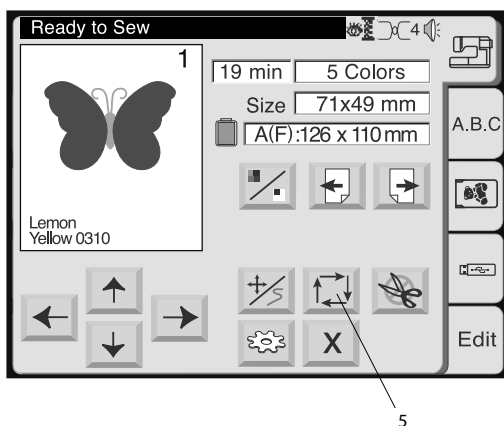 Ready to Sew
4
1
19 min
5 Colors
Size
71x49 mm
A(F):126 x 110 mm
Lemon
Yellow 0310
X
A.B.C
Edit
5